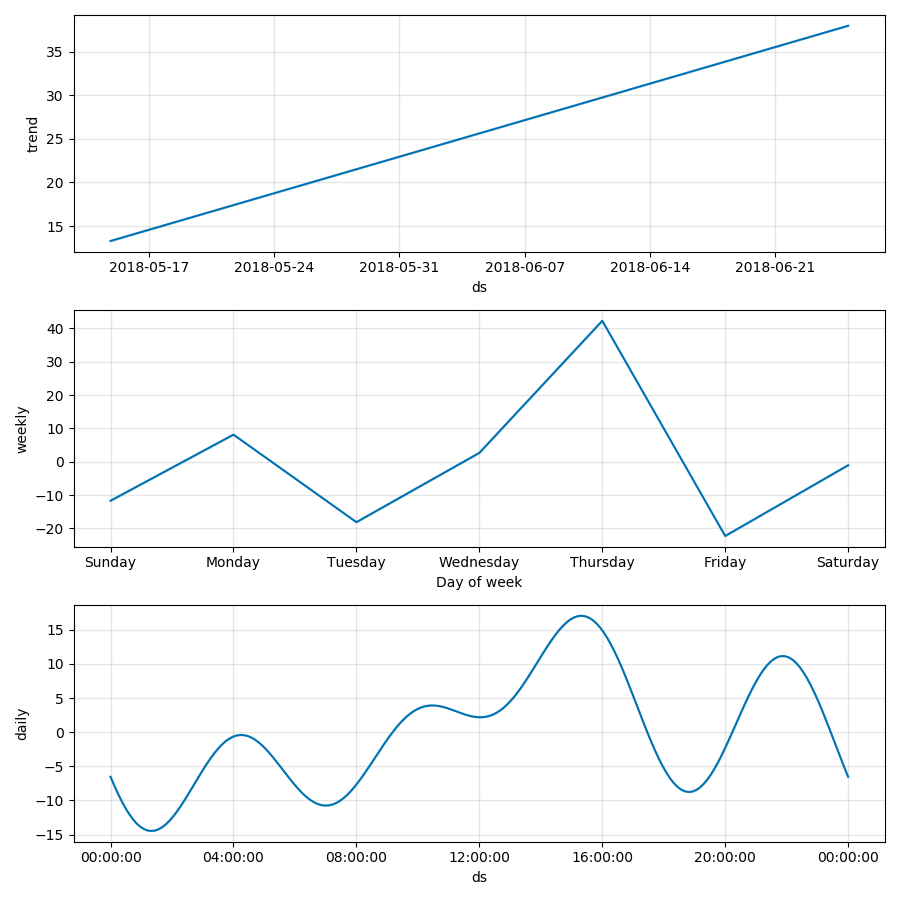 35
30
25
20
15
trend
2018-05-17 2018-05-24 2018-05-31 2018-06-07 2018-06-14 2018-06-21
ds
40
30
20
10
0
−10
−20
weekly
Sunday Monday Tuesday Wednesday Thursday Friday Saturday
Day of week
15
10
5
0
−5
−10
−15
daily
00:00:00 04:00:00 08:00:00 12:00:00 16:00:00 20:00:00 00:00:00
ds